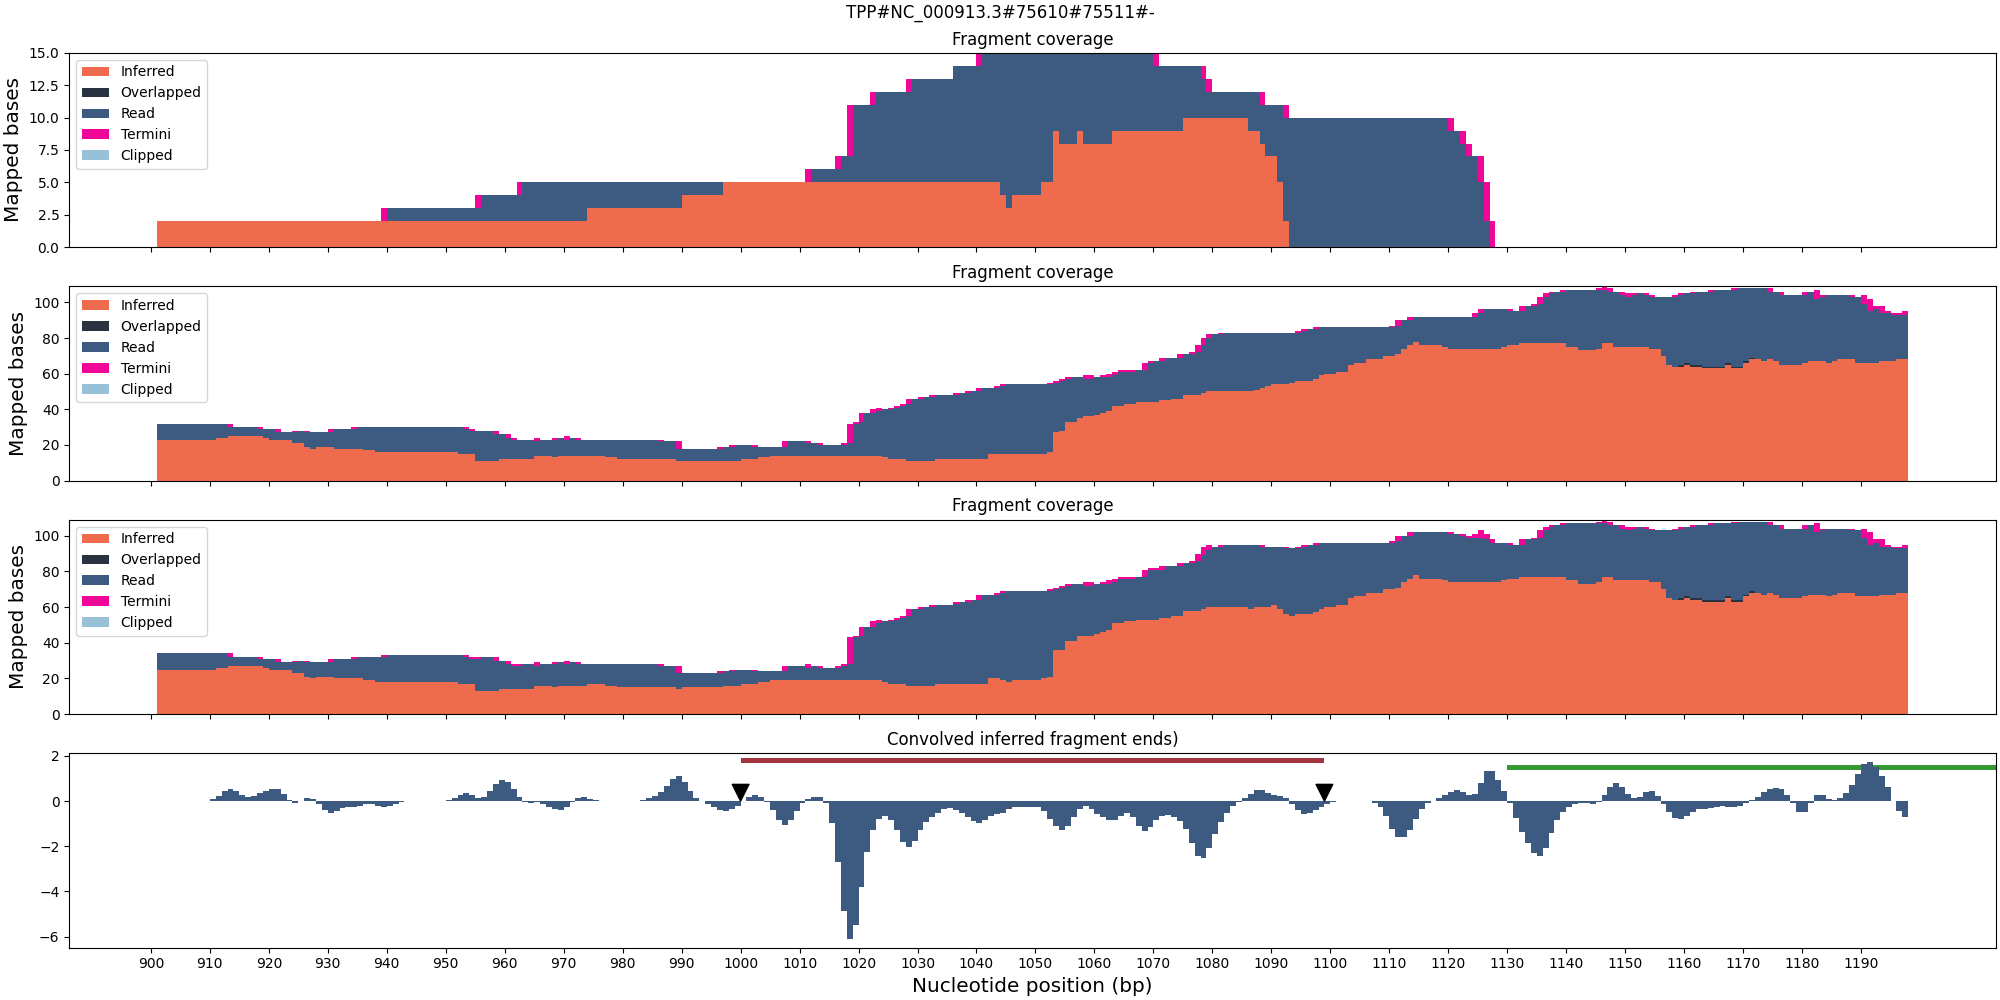 TPP#NC_000913.3#75610#75511#-
Fragment coverage
Mapped bases
15.0
12.5
10.0
7.5
5.0
2.5
0.0
Inferred
Overlapped
Read
Termini
Clipped
Fragment coverage
Mapped bases
100
80
60
40
20
0
Inferred
Overlapped
Read
Termini
Clipped
Fragment coverage
Mapped bases
100
80
60
40
20
0
Inferred
Overlapped
Read
Termini
Clipped
Convolved inferred fragment ends)
2
0
−2
−4
−6
900 910 920 930 940 950 960 970 980 990 1000 1010 1020 1030 1040 1050 1060 1070 1080 1090 1100 1110 1120 1130 1140 1150 1160 1170 1180 1190
Nucleotide position (bp)